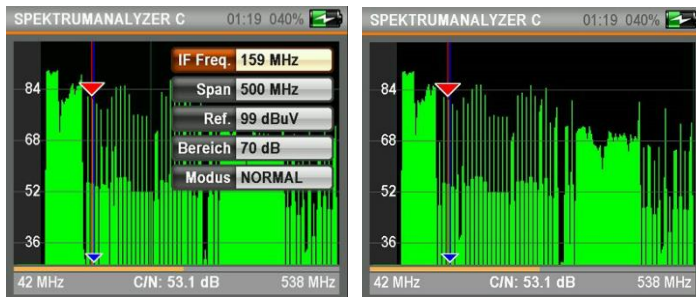 SPEKTRUMANALYZER C 01:19 040%
IF Freq. 159 MHz
84
Span 500 MHz
Ref. 99 dBuV
68
Bereich 70 dB
Modus NORMAL
52
36
42 MHz C/N: 53.1 dB 538 MHz
SPEKTRUMANALYZER C 01:19 040%
84
68
52
36
42 MHz C/N: 53.1 dB 538 MHz